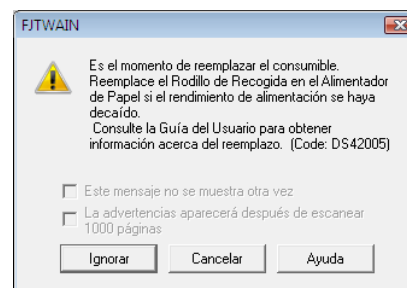 FJTWAIN
Es el momento de reemplazar el consumible.
Reemplace el Rodillo de Recogida en el Alimentador
de Papel si el rendimiento de alimentación se haya
decaído.
Consulte la Guía del Usuario para obtener
información acerca del reemplazo. (Code: DS42005)
Este mensaje no se muestra otra vez
La advertencias aparecerá después de escanear
1000 páginas
Ignorar Cancelar Ayuda